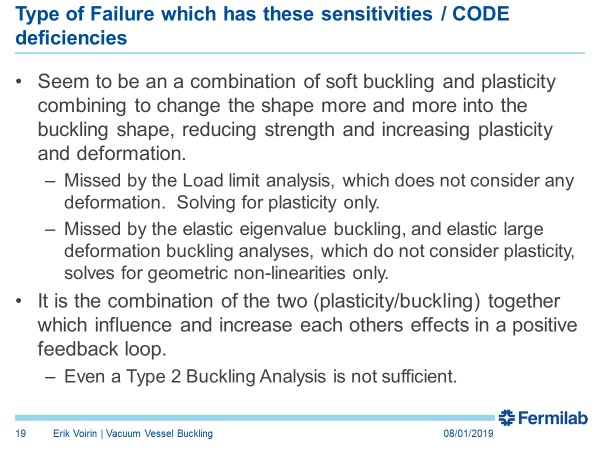 Type of Failure which has these sensitivities / CODE
deficiencies
• Seem to be an a combination of soft buckling and plasticity
combining to change the shape more and more into the
buckling shape, reducing strength and increasing plasticity
and deformation.
– Missed by the Load limit analysis, which does not consider any
deformation.  Solving for plasticity only.
– Missed by the elastic eigenvalue buckling, and elastic large
deformation buckling analyses, which do not consider plasticity,
solves for geometric non-linearities only.
• It is the combination of the two (plasticity/buckling) together
which influence and increase each others effects in a positive
feedback loop.
– Even a Type 2 Buckling Analysis is not sufficient.
Fermilab
19 Erik Voirin | Vacuum Vessel Buckling 08/01/2019